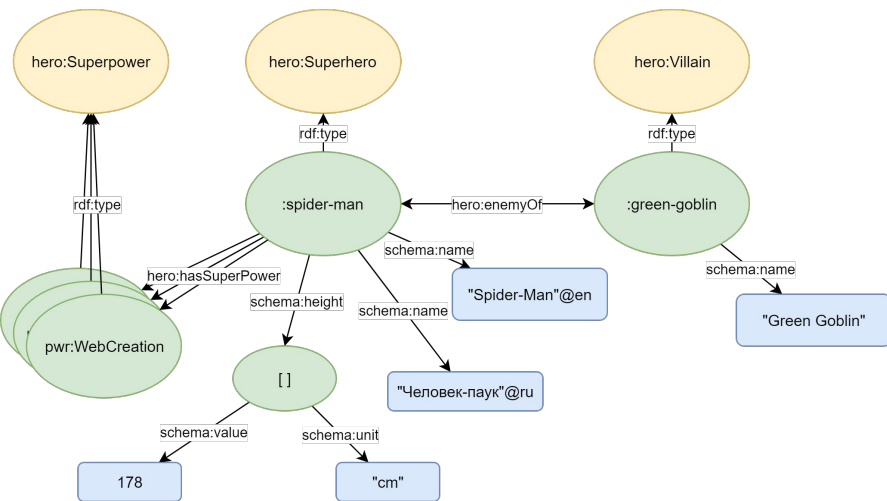 hero:Superpower
hero:Superhero
hero:Villain
rdf:type
rdf:type
rdf:type
:spider-man
hero:enemyOf
:green-goblin
schema:name
schema:name
hero:hasSuperPower
schema:height
schema:name
"Spider-Man"@en
"Green Goblin"
pwr:WebCreation
[ ]
"Человек-паук"@ru
schema:value
schema:unit
178
"cm"